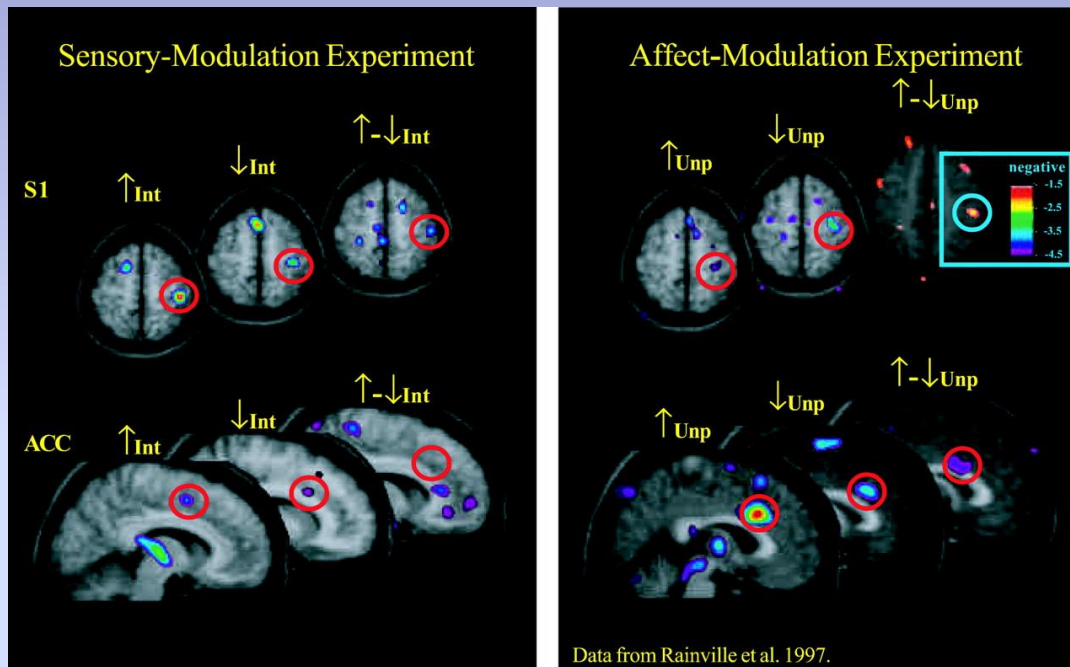 Sensory-Modulation Experiment
↑-↓Int
↓Int
↑Int
S1
↑-↓Int
↓Int
↑Int
ACC
Affect-Modulation Experiment
↑-↓Unp
↓Unp
↑Unp
negative
-1.5
-2.5
-3.5
-4.5
↑-↓Unp
↓Unp
↑Unp
Data from Rainville et al. 1997.